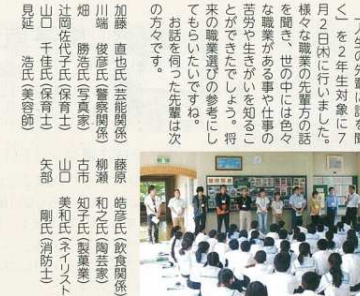 く」を2年生対象に7
月2日㈭に行いました。
様々な職業の先輩方の話
を聞き、世の中には色々
な職業がある事や仕事の
苦労や生きがいを知るこ
とができたでしょう。将
来の職業選びの参考にし
てもらいたいですね。
お話を伺った先輩は次
の方々です。
加藤 直也氏(芸能関係)
川端 俊彦氏(警察関係)
畑 勝浩氏(写真家)
辻岡佐代子氏(保育士)
山口 千佳氏(保育士)
見延 浩氏(美容師)
藤原 皓彦氏(飲食関係)
柳瀬 和之氏(陶芸家)
古市 知子氏(製菓業)
山口 美和氏(ネイリスト
矢部 剛氏(消防士)